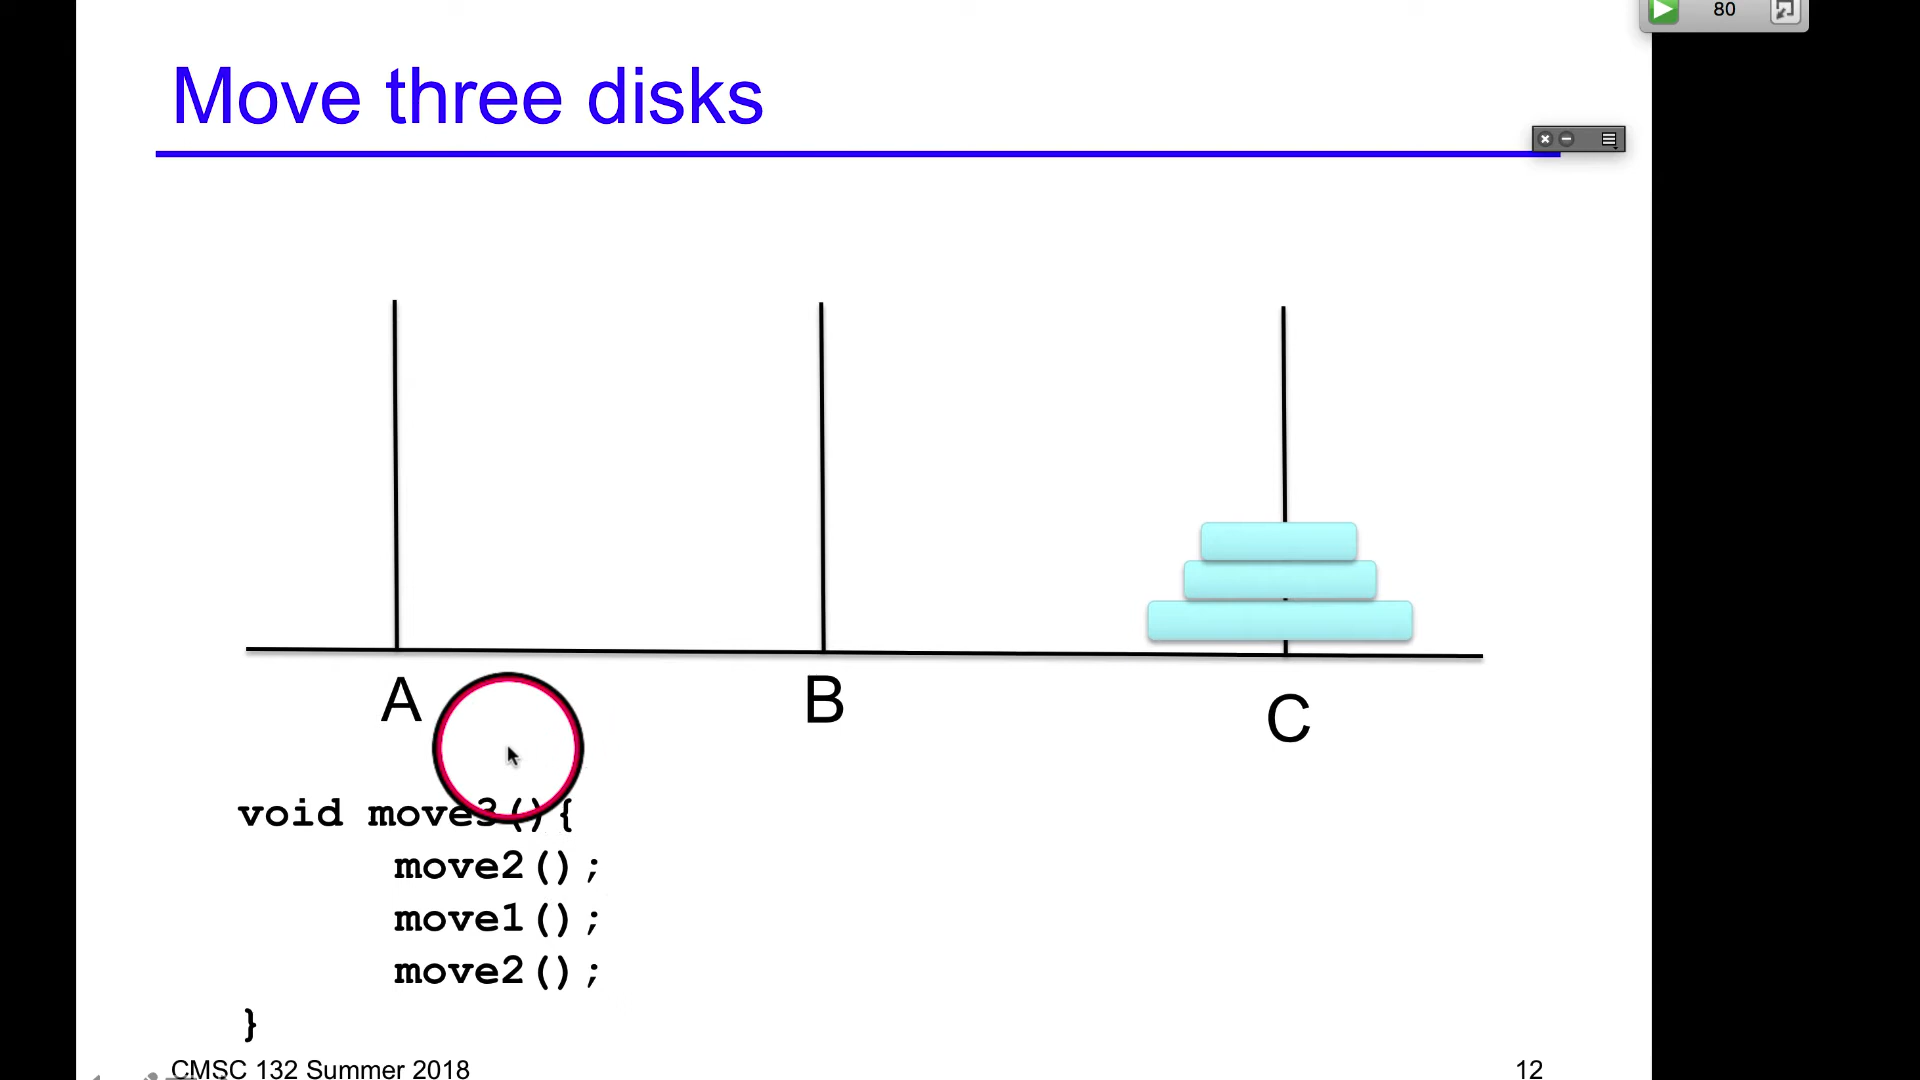 80
Move three disks
A
B
C
void move3(){
move2();
move1();
move2();
}
CMSC 132 Summer 2018
12